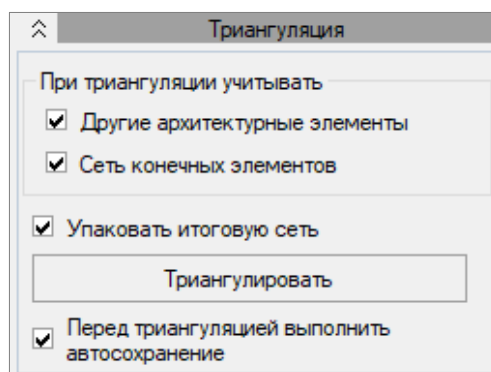 Триангуляция
При триангуляции учитывать
Другие архитектурные элементы
Сеть конечных элементов
Упаковать итоговую сеть
Триангулировать
Перед триангуляцией выполнить
автосохранение